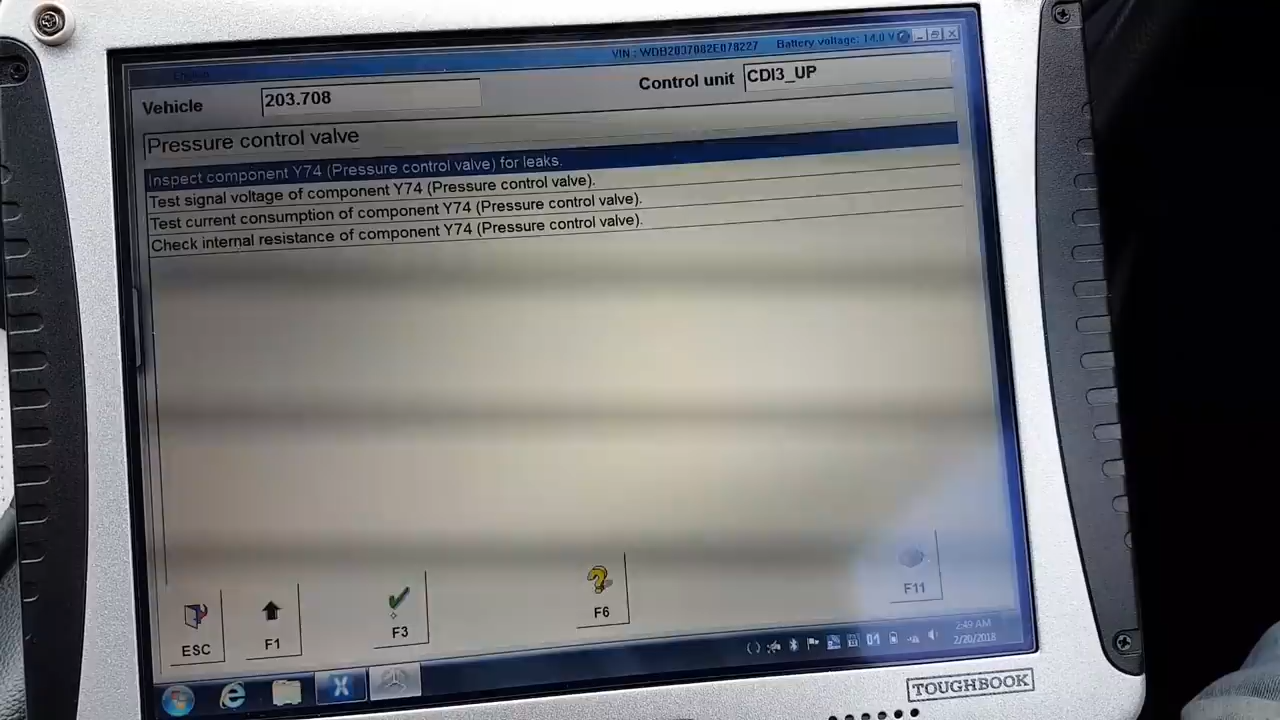 VIN : WDB2037082E078227 Battery voltage: 14.0 V
Vehicle 203.708 Control unit CDI3_UP
Pressure control valve
Inspect component Y74 (Pressure control valve) for leaks.
Test signal voltage of component Y74 (Pressure control valve).
Test current consumption of component Y74 (Pressure control valve).
Check internal resistance of component Y74 (Pressure control valve).
ESC F1 F3 F6 F11
01 2:49 AM
2/20/2018
TOUGHBOOK